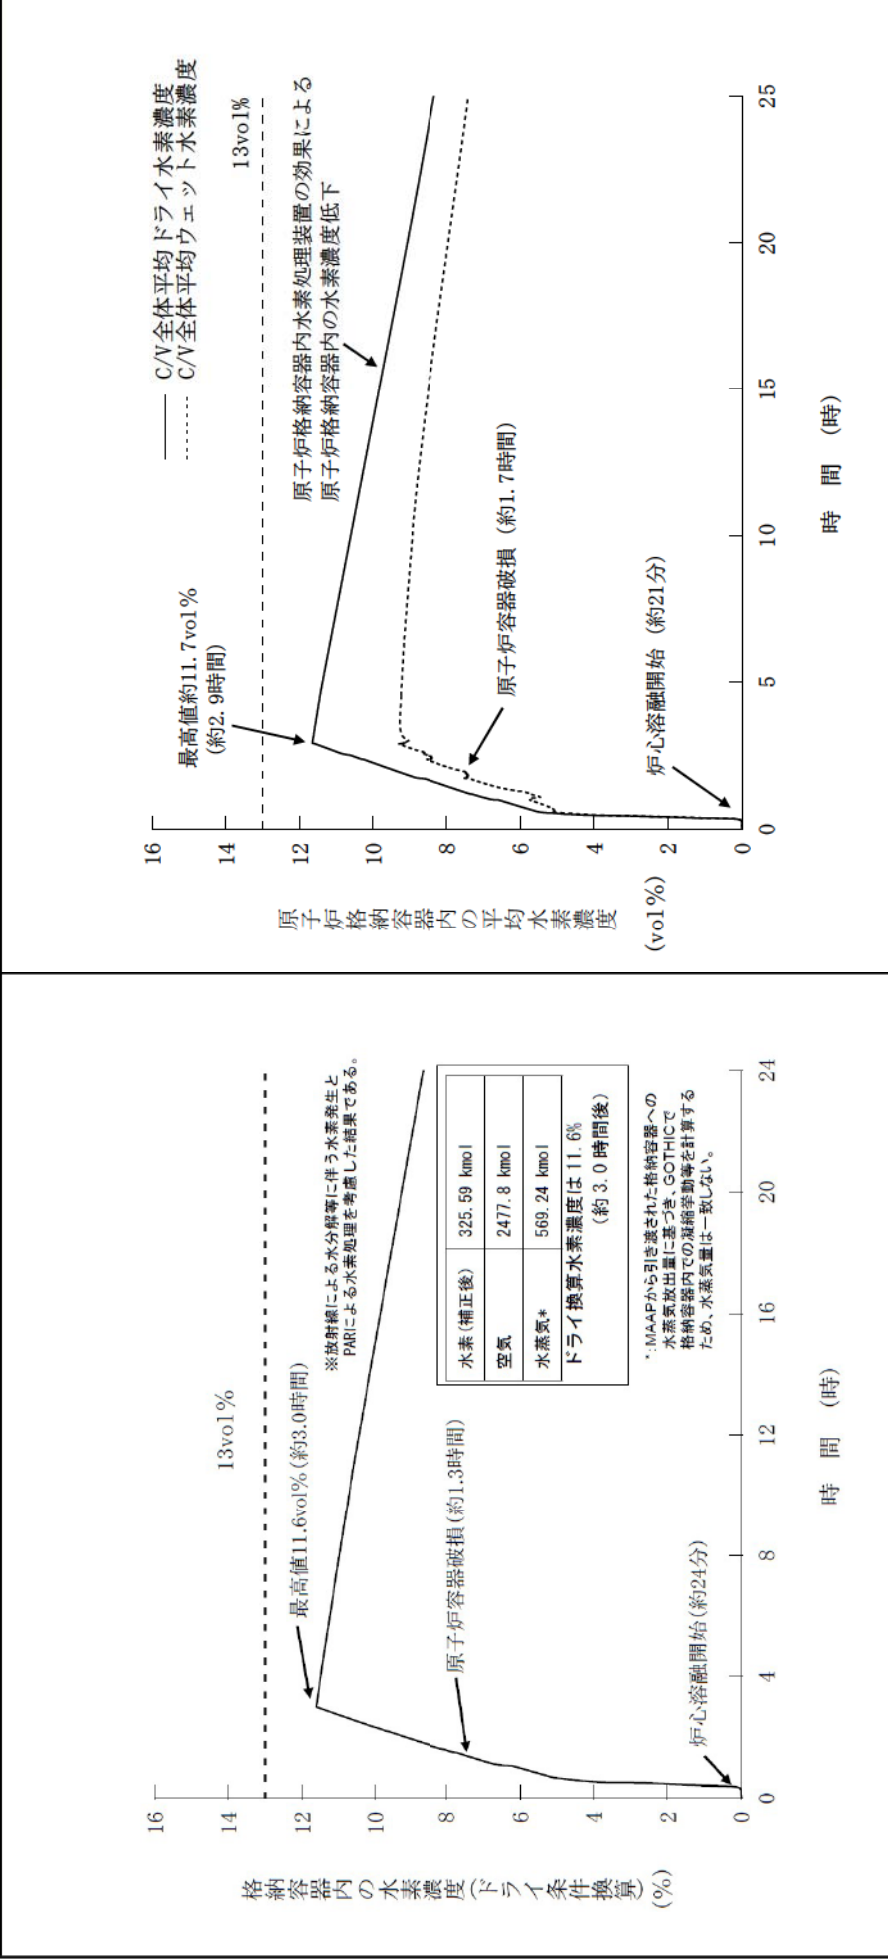 16
14
12
10
8
6
4
2
0
格納容器内の水素濃度(ドライ条件換算)
(%)
13vol%
最高値11.6vol%(約3.0時間)
※放射線による水分解等に伴う水素発生と
PARによる水素処理を考慮した結果である。
原子炉容器破損(約1.3時間)
水素(補正後) 325.59 kmol
空気 2477.8 kmol
水蒸気* 569.24 kmol
ドライ換算水素濃度は11.6%
(約3.0時間後)
*:MAAPから引き渡された格納容器への
水蒸気放出量に基づき、GOTHICで
格納容器内での凝縮挙動等を計算する
ため、水蒸気量は一致しない。
炉心溶融開始(約24分)
0 4 8 12 16 20 24
時 間 (時)
C/V全体平均ドライ水素濃度
C/V全体平均ウェット水素濃度
16
14
12
10
8
6
4
2
0
原子炉格納容器内の平均水素濃度
(vol%)
13vol%
最高値約11.7vol%
(約2.9時間)
原子炉格納容器内水素処理装置の効果による
原子炉格納容器内の水素濃度低下
原子炉容器破損 (約1.7時間)
炉心溶融開始 (約21分)
0 5 10 15 20 25
時 間 (時)